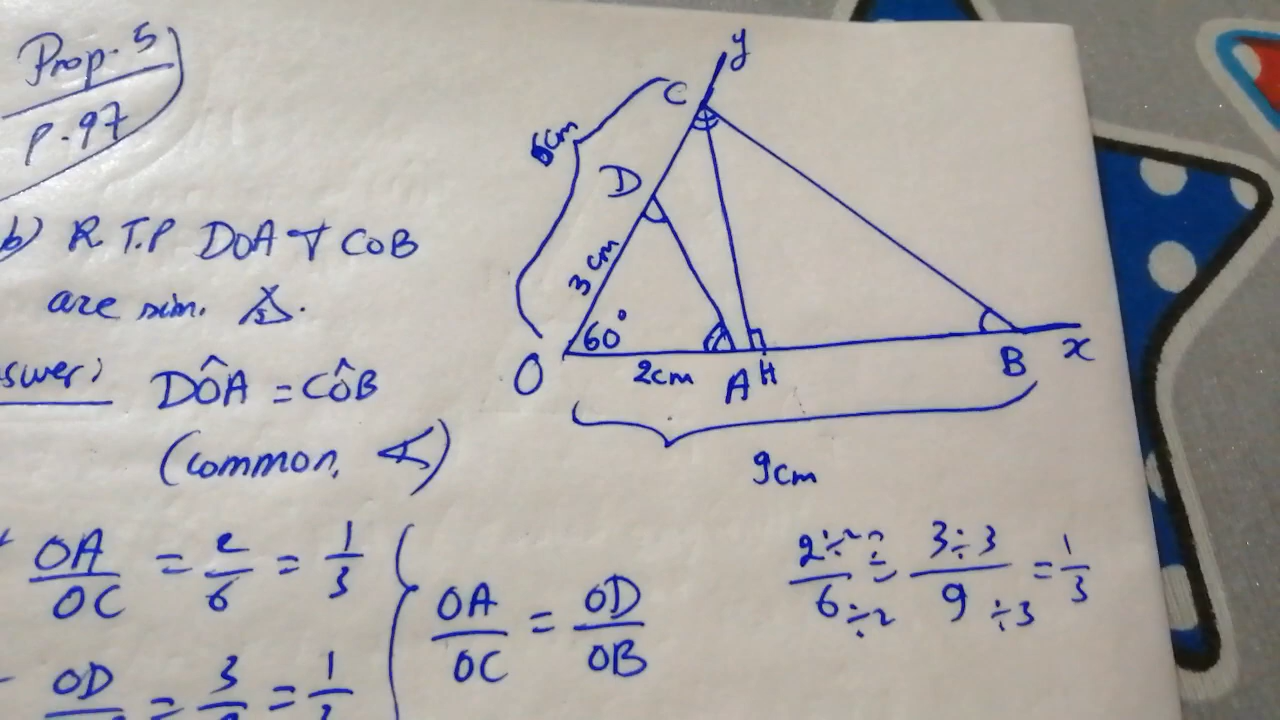 Prop. 5
p. 97
b) R.T.P DOA & COB
are sim.
swer:
DÔA = CÔB
(common, ∢)
OA/OC = 2/6 = 1/3
OD = 3 = 1
OA/OC = OD/OB
2÷2/6÷2 = 3÷3/9÷3 = 1/3
y
C
6cm
D
3cm
60°
O
2cm
A
H
B
x
9cm